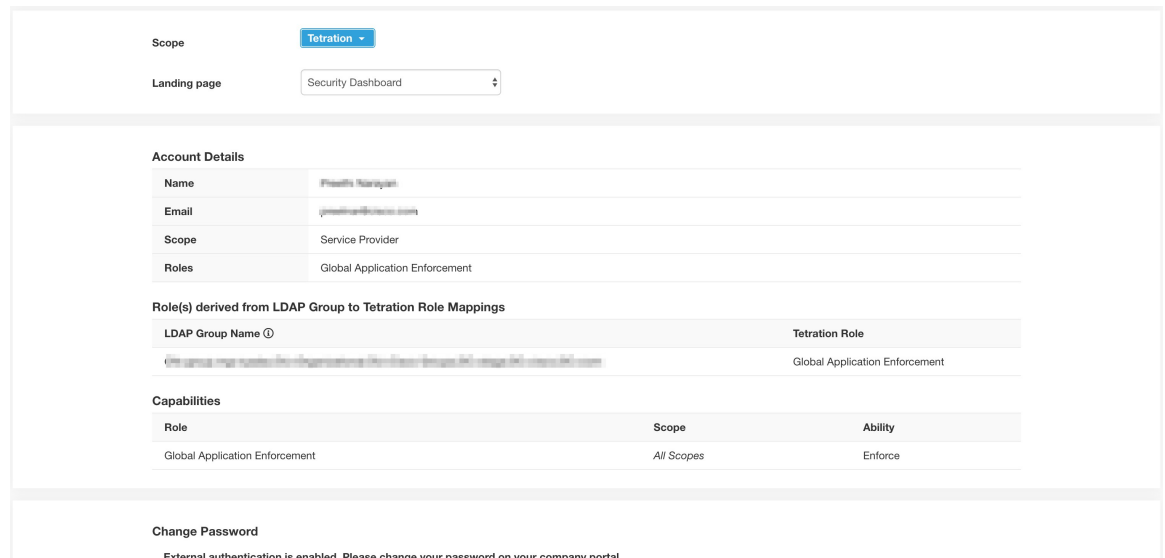 Scope Tetration
Landing page Security Dashboard
Account Details
Name
Email
Scope Service Provider
Roles Global Application Enforcement
Role(s) derived from LDAP Group to Tetration Role Mappings
LDAP Group Name Tetration Role
Global Application Enforcement
Capabilities
Role Scope Ability
Global Application Enforcement All Scopes Enforce
Change Password
External authentication is enabled. Please change your password on your company portal.